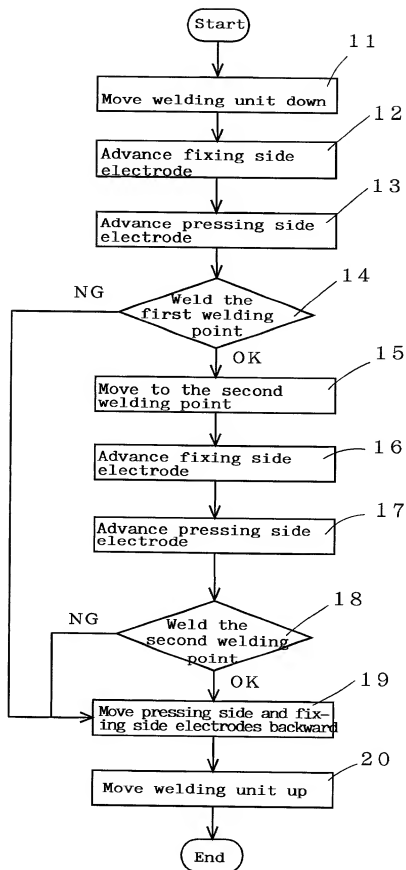 Start
11
Move welding unit down
12
Advance fixing side
electrode
13
Advance pressing side
electrode
14
NG
Weld the
first welding
point
OK
15
Move to the second
welding point
16
Advance fixing side
electrode
17
Advance pressing side
electrode
18
NG
Weld the
second welding
point
OK
19
Move pressing side and fix-
ing side electrodes backward
20
Move welding unit up
End